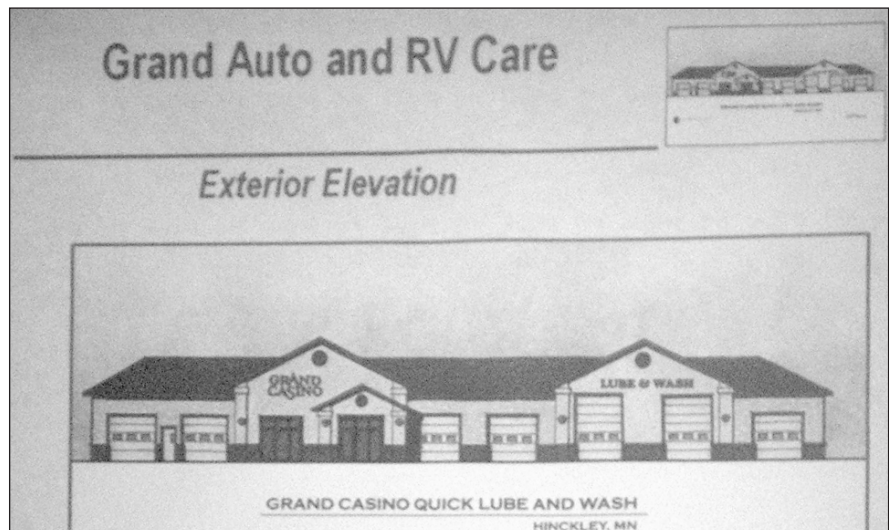 Grand Auto and RV Care
Exterior Elevation
GRAND
CASINO
LUBE & WASH
GRAND CASINO QUICK LUBE AND WASH
HINCKLEY, MN